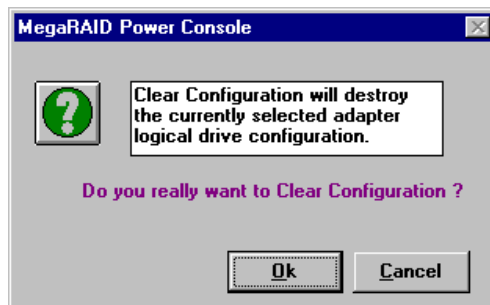 MegaRAID Power Console
Clear Configuration will destroy
the currently selected adapter
logical drive configuration.
Do you really want to Clear Configuration ?
Ok
Cancel